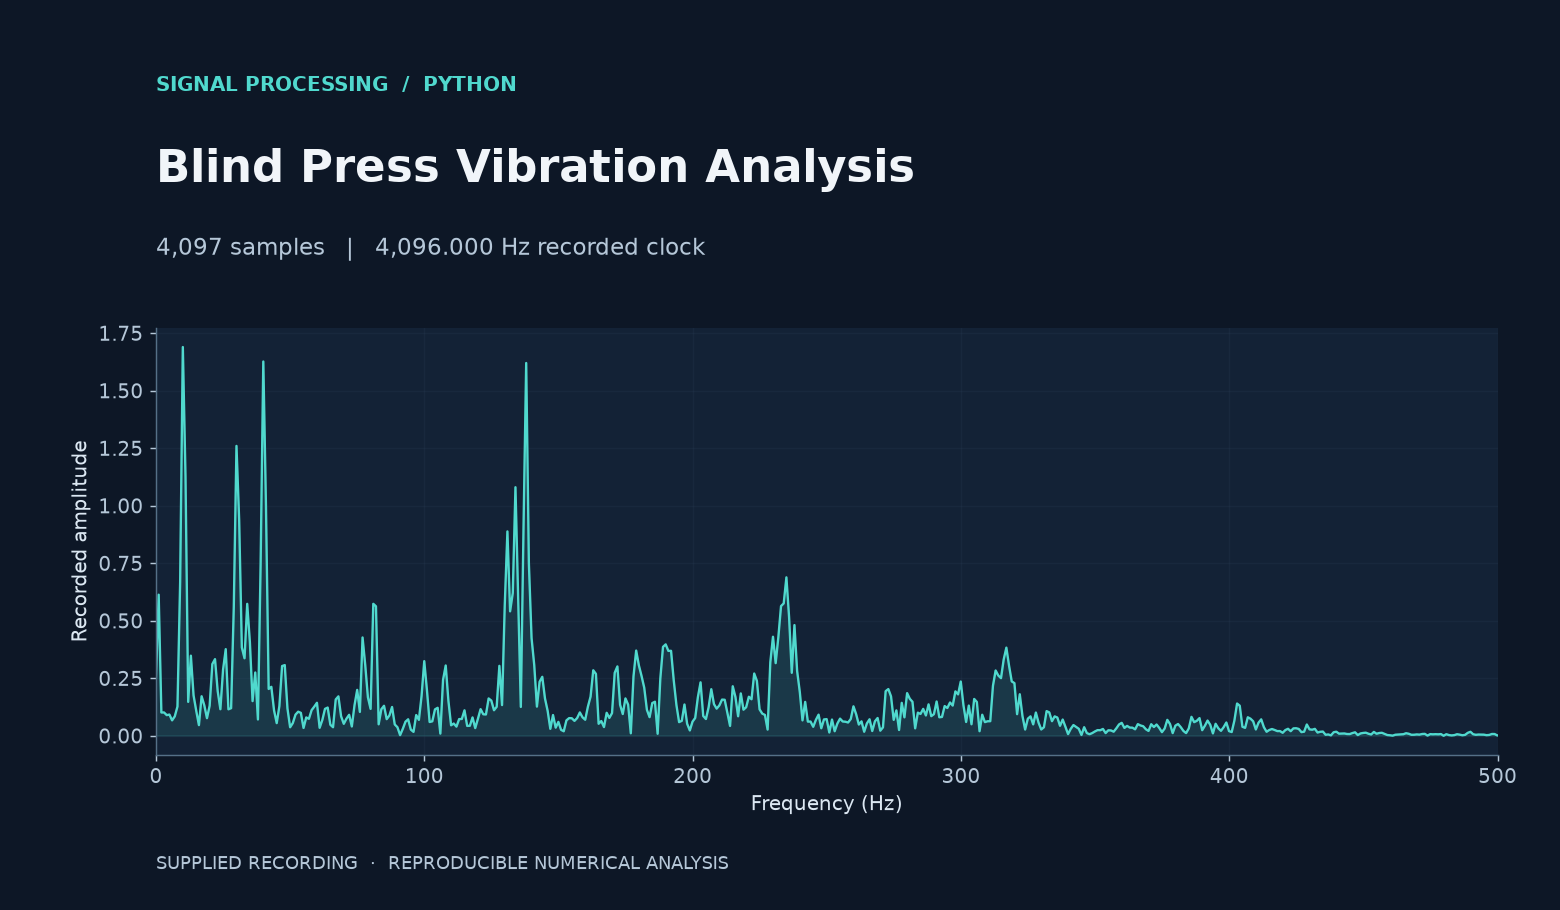 SIGNAL PROCESSING / PYTHON
Blind Press Vibration Analysis
4,097 samples | 4,096.000 Hz recorded clock
Recorded amplitude
1.75
1.50
1.25
1.00
0.75
0.50
0.25
0.00
0 100 200 300 400 500
Frequency (Hz)
SUPPLIED RECORDING · REPRODUCIBLE NUMERICAL ANALYSIS